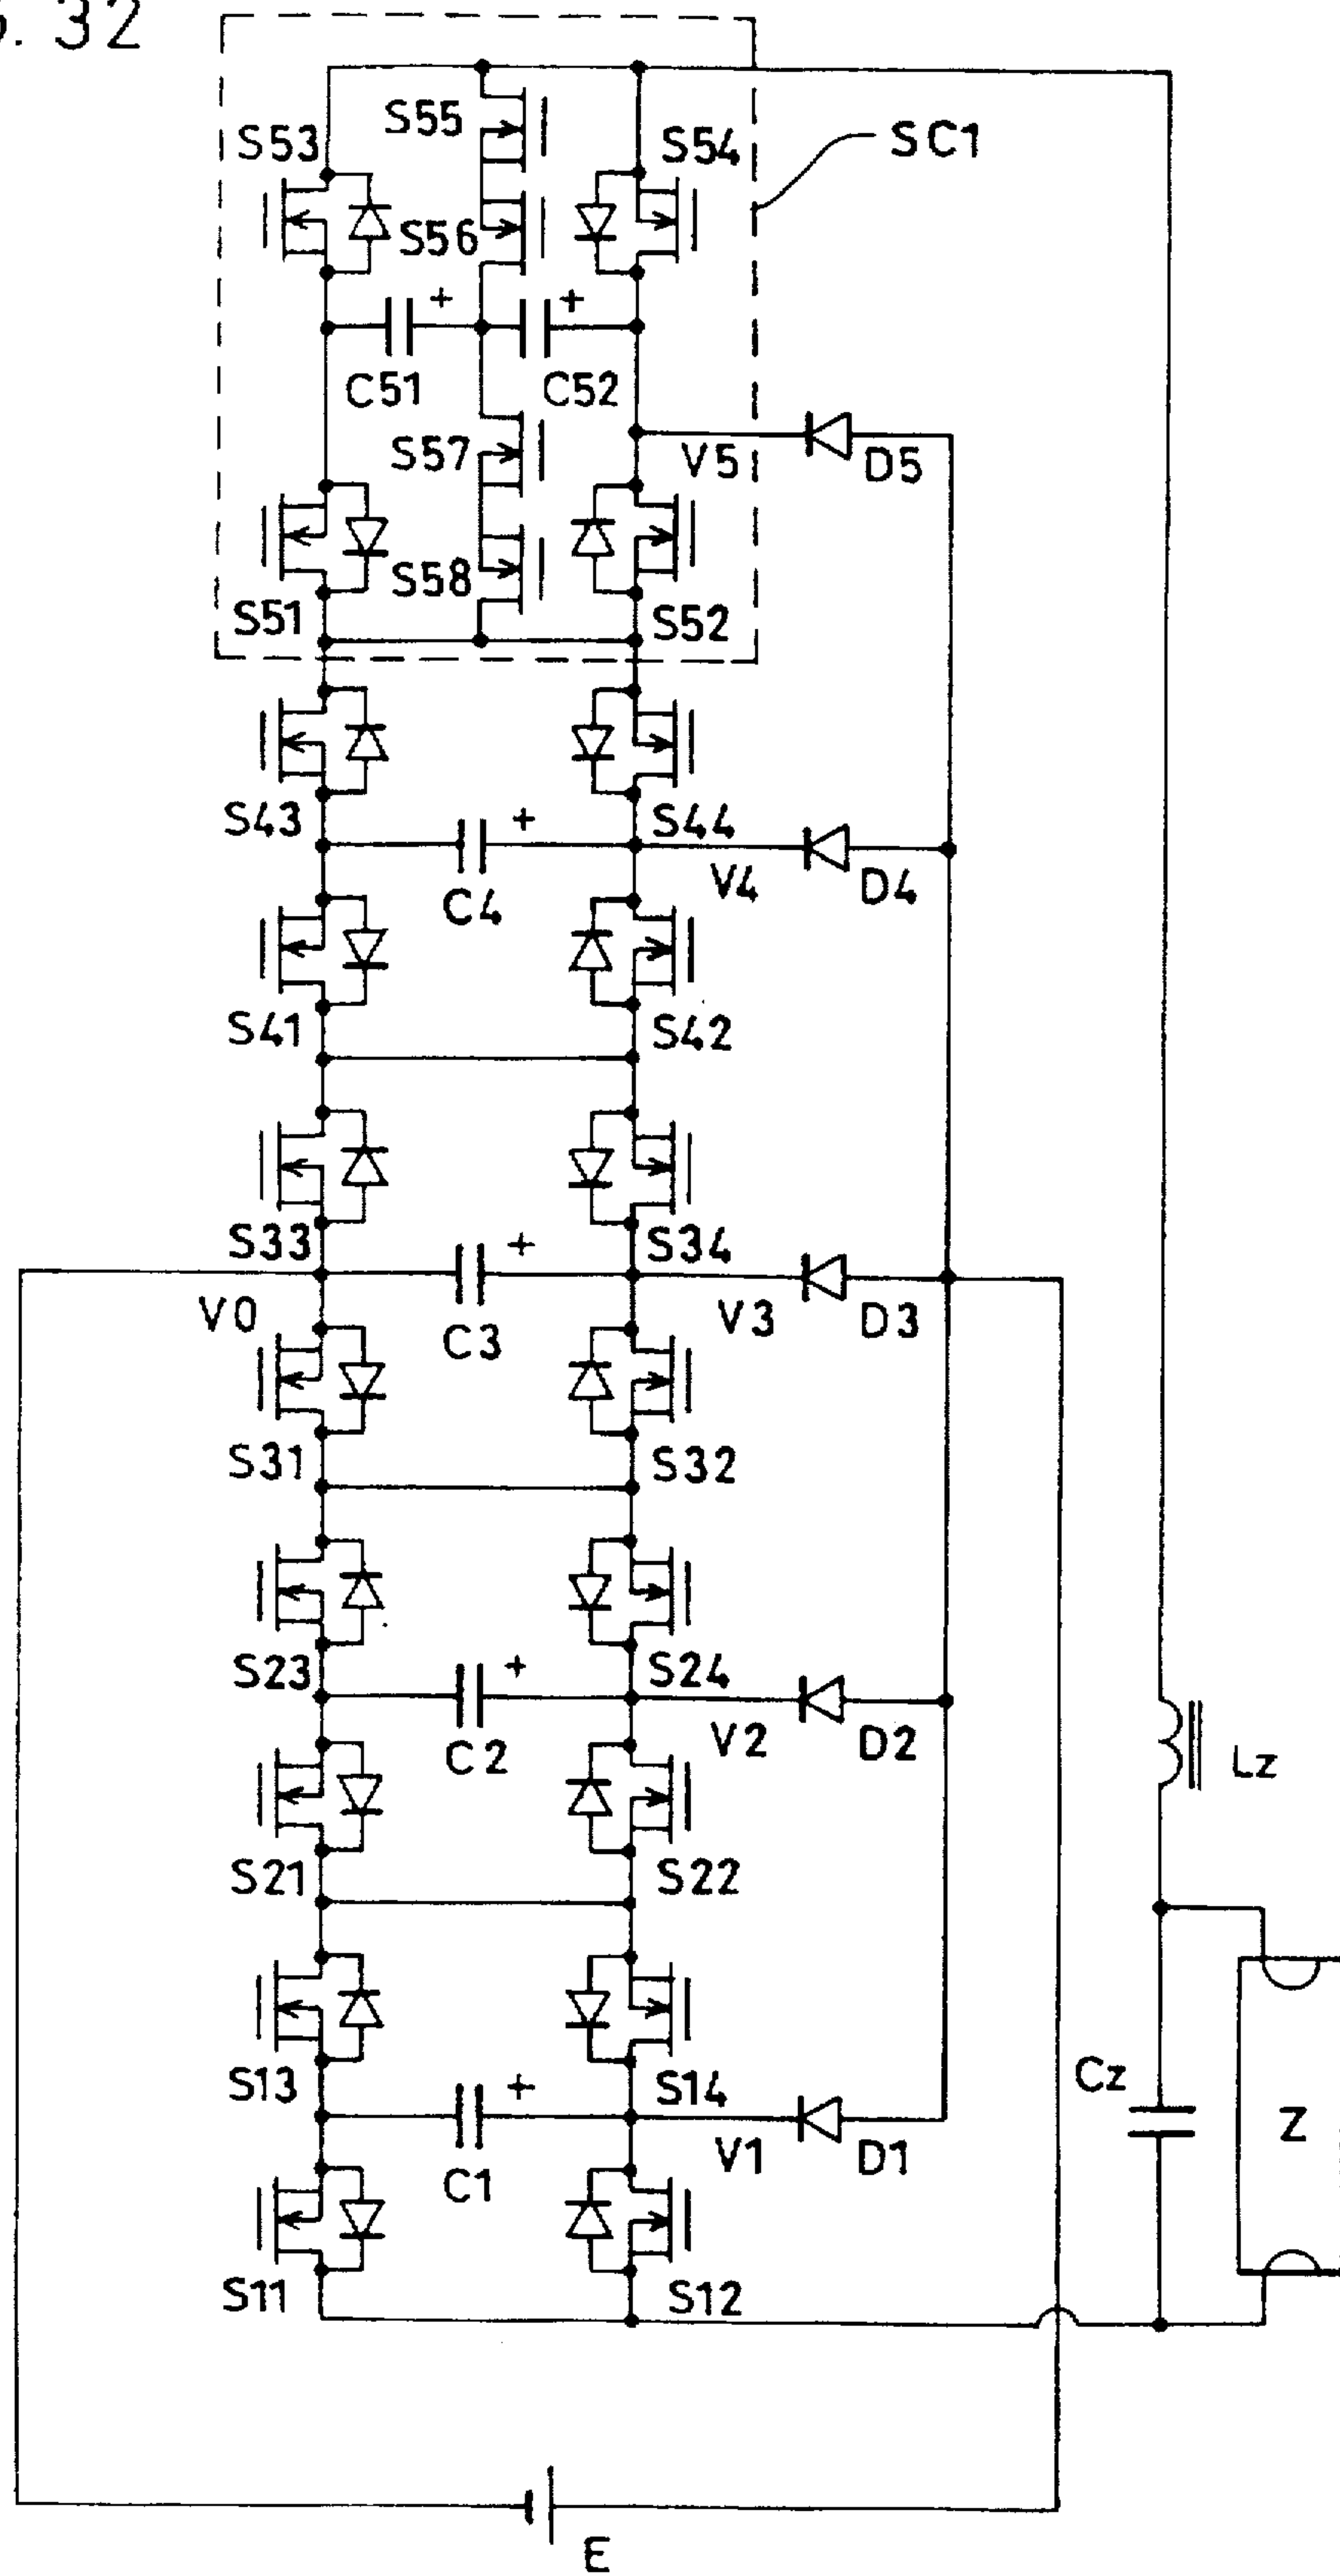 . 32
S55
S53
S54
SC1
S56
+
+
C51
C52
S57
V5
D5
S58
S51
S52
S43
+
S44
V4
D4
C4
S41
S42
S33
+
S34
V0
V3
D3
C3
S31
S32
S23
+
S24
V2
D2
C2
Lz
S21
S22
S13
+
S14
Cz
Z
V1
D1
C1
S11
S12
E